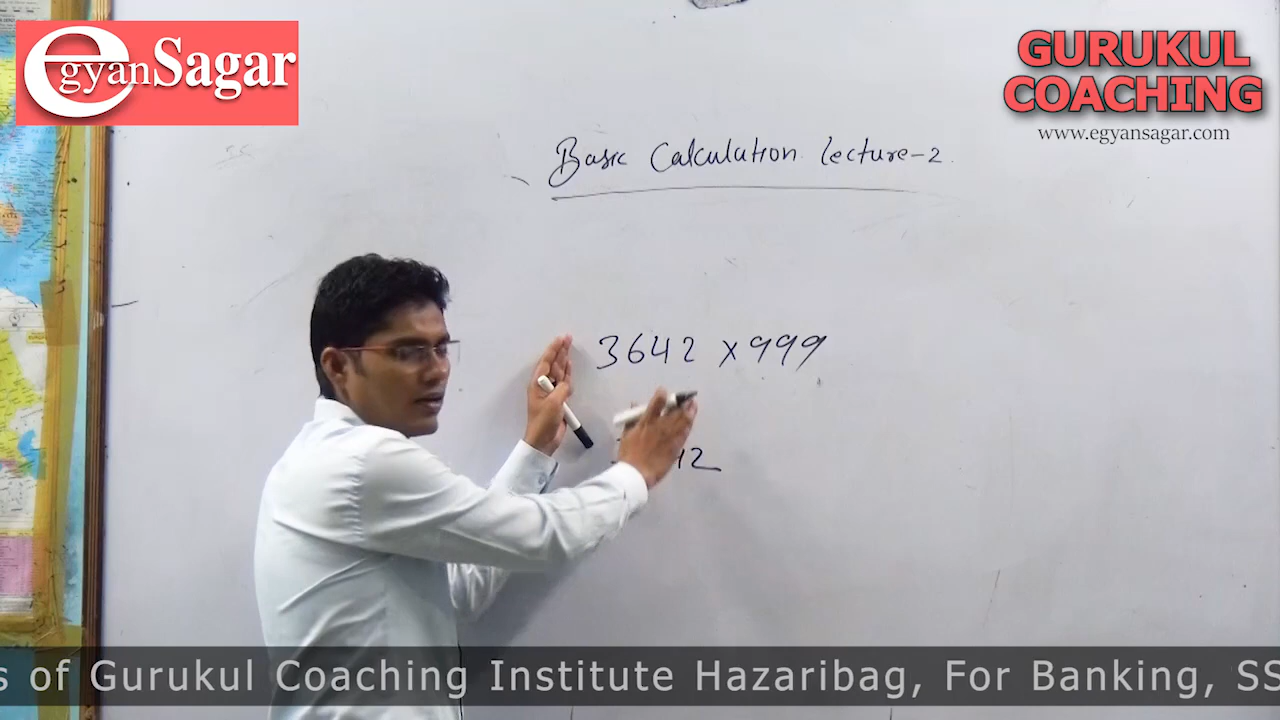 egyanSagar
GURUKUL
COACHING
www.egyansagar.com
Basic Calculation Lecture-2.
3642 x 999
42
s of Gurukul Coaching Institute Hazaribag, For Banking, SS